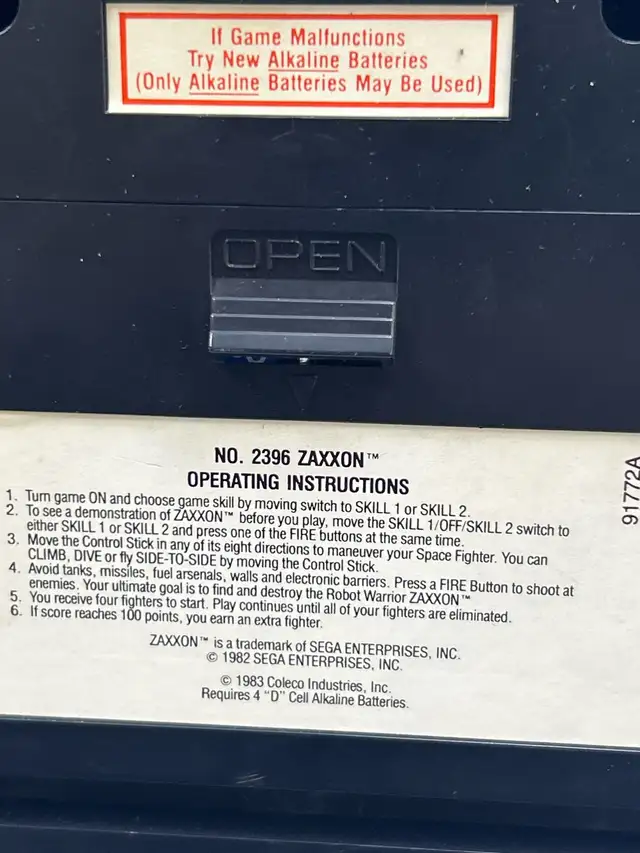 If Game Malfunctions
Try New Alkaline Batteries
(Only Alkaline Batteries May Be Used)
OPEN
NO. 2396 ZAXXON™
OPERATING INSTRUCTIONS
1. Turn game ON and choose game skill by moving switch to SKILL 1 or SKILL 2.
2. To see a demonstration of ZAXXON™ before you play, move the SKILL 1/OFF/SKILL 2 switch to
either SKILL 1 or SKILL 2 and press one of the FIRE buttons at the same time.
3. Move the Control Stick in any of its eight directions to maneuver your Space Fighter. You can
CLIMB, DIVE or fly SIDE-TO-SIDE by moving the Control Stick.
4. Avoid tanks, missiles, fuel arsenals, walls and electronic barriers. Press a FIRE Button to shoot at
enemies. Your ultimate goal is to find and destroy the Robot Warrior ZAXXON™
5. You receive four fighters to start. Play continues until all of your fighters are eliminated.
6. If score reaches 100 points, you earn an extra fighter.
ZAXXON™ is a trademark of SEGA ENTERPRISES, INC.
© 1982 SEGA ENTERPRISES, INC.
© 1983 Coleco Industries, Inc.
Requires 4 "D" Cell Alkaline Batteries.
91772A